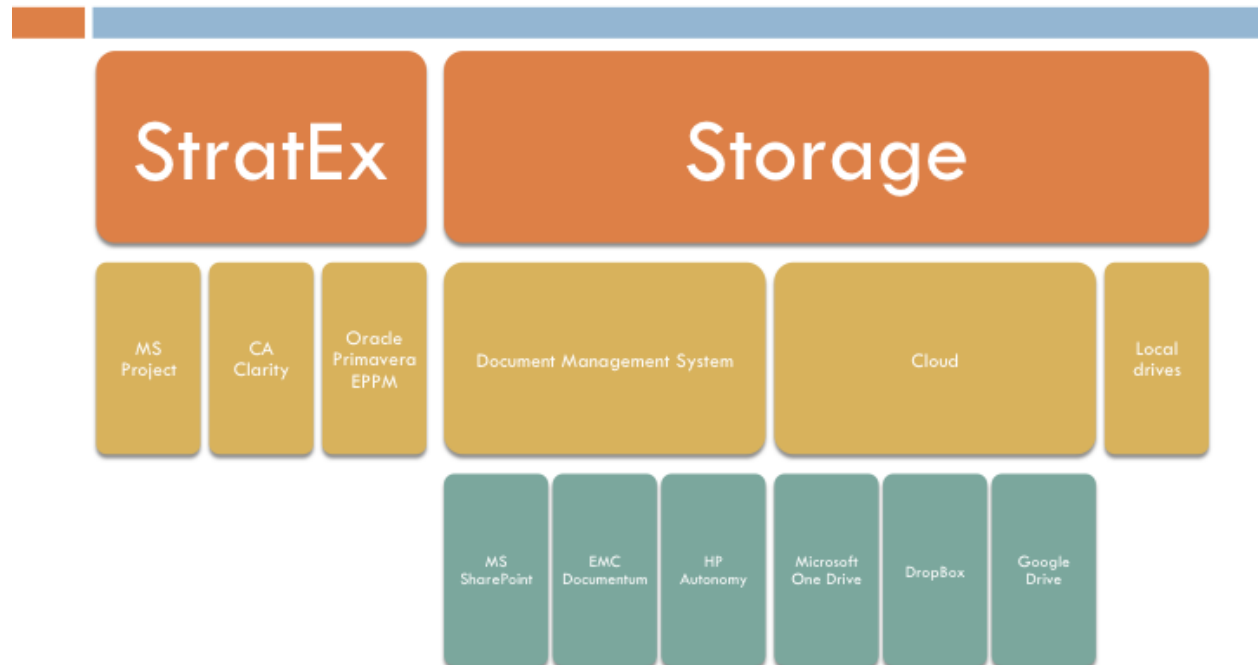 StratEx
Storage
MS
Project
CA
Clarity
Oracle
Primavera
EPPM
Document Management System
Cloud
Local
drives
MS
SharePoint
EMC
Documentum
HP
Autonomy
Microsoft
One Drive
DropBox
Google
Drive